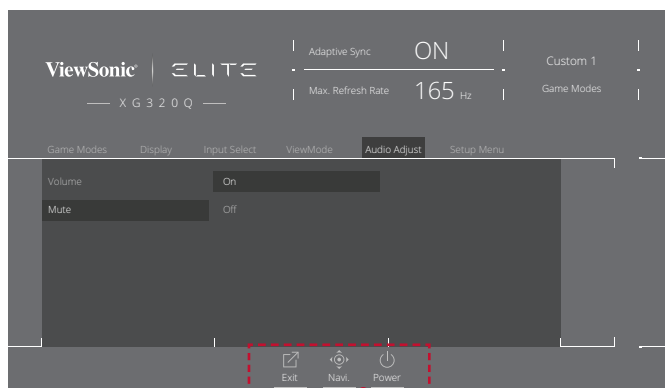 ViewSonic® ELITE
XG320Q
Adaptive Sync ON
Max. Refresh Rate 165 Hz
Custom 1
Game Modes
Game Modes Display Input Select ViewMode Audio Adjust Setup Menu
Volume On
Mute Off
Exit Navi. Power